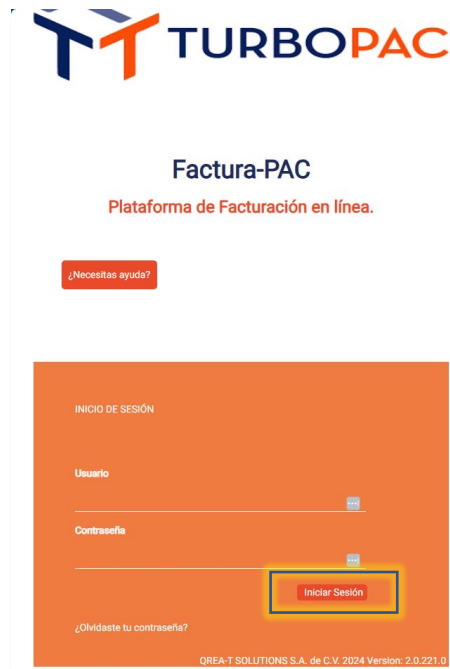 TURBOPAC
Factura-PAC
Plataforma de Facturación en línea.
¿Necesitas ayuda?
INICIO DE SESIÓN
Usuario
Contraseña
Iniciar Sesión
¿Olvidaste tu contraseña?
QREA-T SOLUTIONS S.A. de C.V. 2024 Version: 2.0.221.0